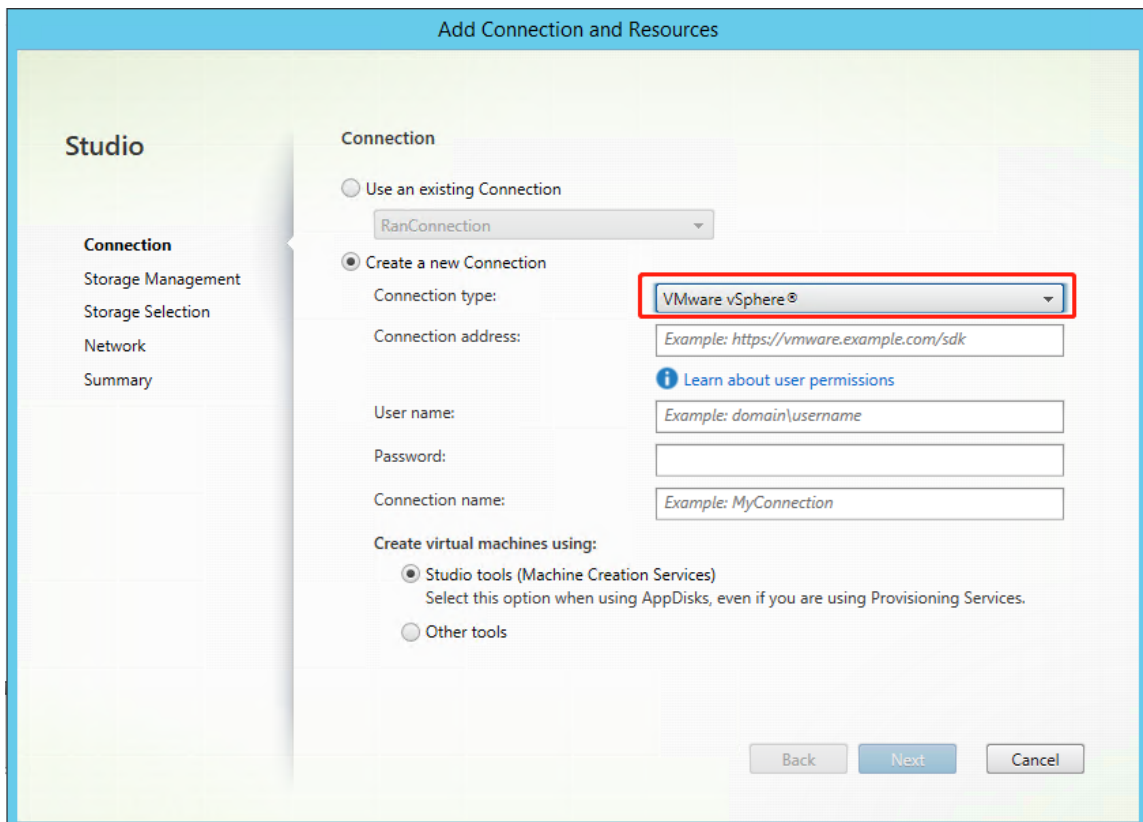 Add Connection and Resources
Studio
Connection
Storage Management
Storage Selection
Network
Summary
Connection
Use an existing Connection
RanConnection
Create a new Connection
Connection type:
VMware vSphere®
Connection address:
Example: https://vmware.example.com/sdk
Learn about user permissions
User name:
Example: domain\username
Password:
Connection name:
Example: MyConnection
Create virtual machines using:
Studio tools (Machine Creation Services)
Select this option when using AppDisks, even if you are using Provisioning Services.
Other tools
Back
Next
Cancel